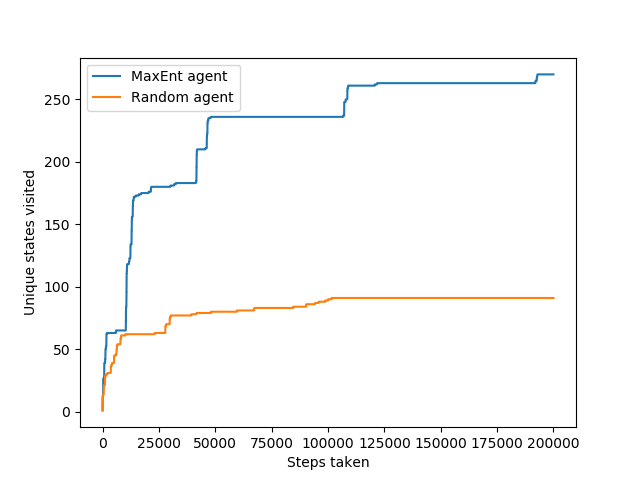 MaxEnt agent
Random agent
Unique states visited
250
200
150
100
50
0
0 25000 50000 75000 100000 125000 150000 175000 200000
Steps taken